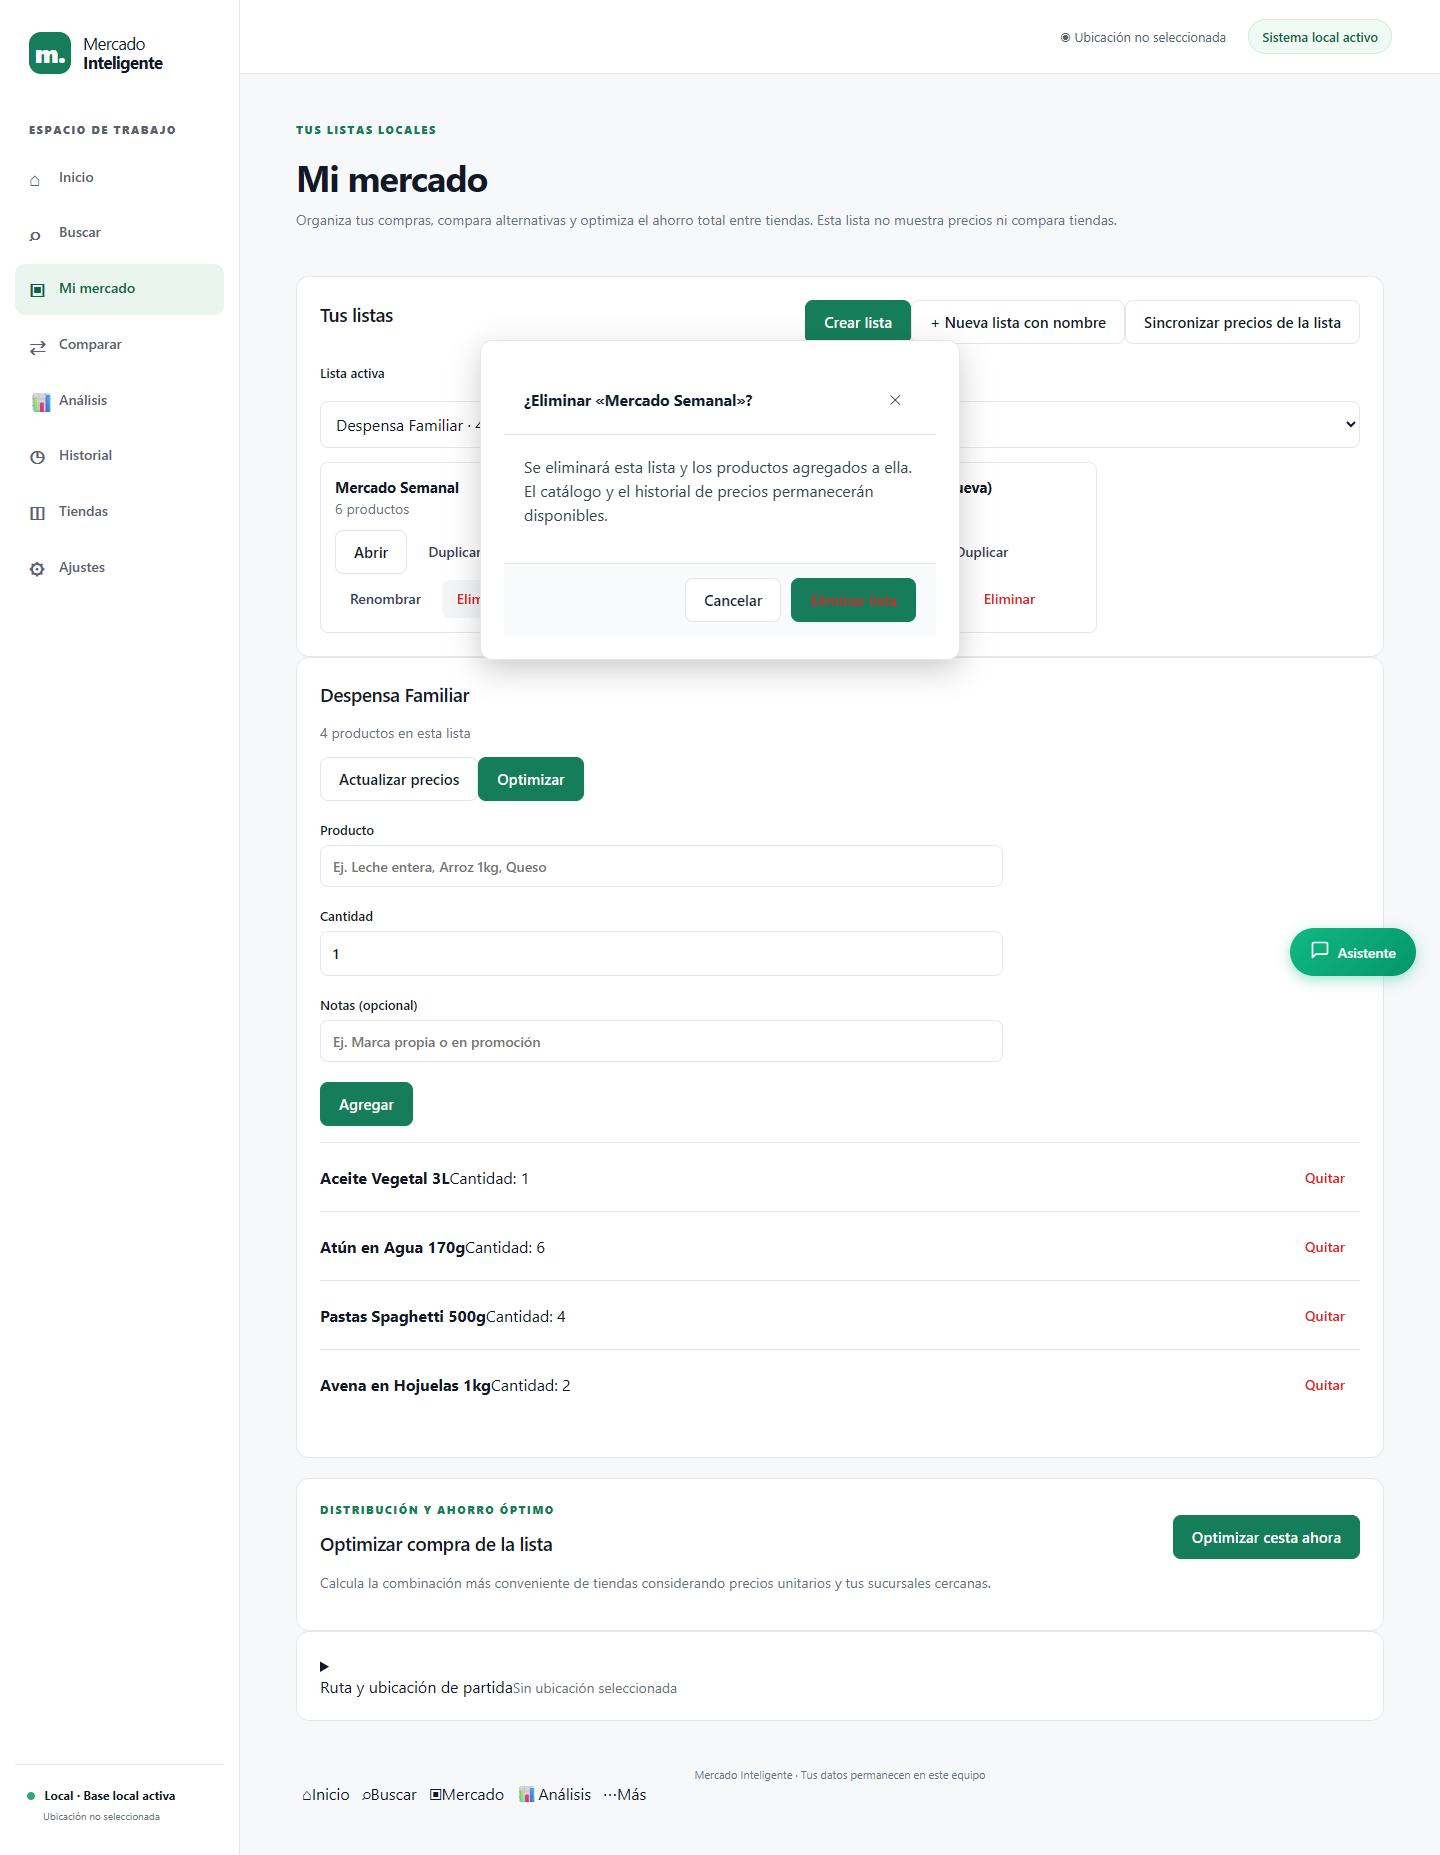 m.
Mercado
Inteligente
ESPACIO DE TRABAJO
Inicio
Buscar
Mi mercado
Comparar
Análisis
Historial
Tiendas
Ajustes
Local · Base local activa
Ubicación no seleccionada
Ubicación no seleccionada
Sistema local activo
TUS LISTAS LOCALES
Mi mercado
Organiza tus compras, compara alternativas y optimiza el ahorro total entre tiendas. Esta lista no muestra precios ni compara tiendas.
Tus listas
Crear lista
+ Nueva lista con nombre
Sincronizar precios de la lista
Lista activa
Despensa Familiar · 4
Mercado Semanal
6 productos
Abrir
Duplicar
Renombrar
Elim
ueva)
Duplicar
Eliminar
¿Eliminar «Mercado Semanal»?
Se eliminará esta lista y los productos agregados a ella.
El catálogo y el historial de precios permanecerán
disponibles.
Cancelar
Eliminar lista
Despensa Familiar
4 productos en esta lista
Actualizar precios
Optimizar
Producto
Ej. Leche entera, Arroz 1kg, Queso
Cantidad
1
Notas (opcional)
Ej. Marca propia o en promoción
Agregar
Asistente
Aceite Vegetal 3LCantidad: 1
Quitar
Atún en Agua 170gCantidad: 6
Quitar
Pastas Spaghetti 500gCantidad: 4
Quitar
Avena en Hojuelas 1kgCantidad: 2
Quitar
DISTRIBUCIÓN Y AHORRO ÓPTIMO
Optimizar compra de la lista
Calcula la combinación más conveniente de tiendas considerando precios unitarios y tus sucursales cercanas.
Optimizar cesta ahora
Ruta y ubicación de partidaSin ubicación seleccionada
Mercado Inteligente · Tus datos permanecen en este equipo
Inicio Buscar Mercado Análisis ···Más